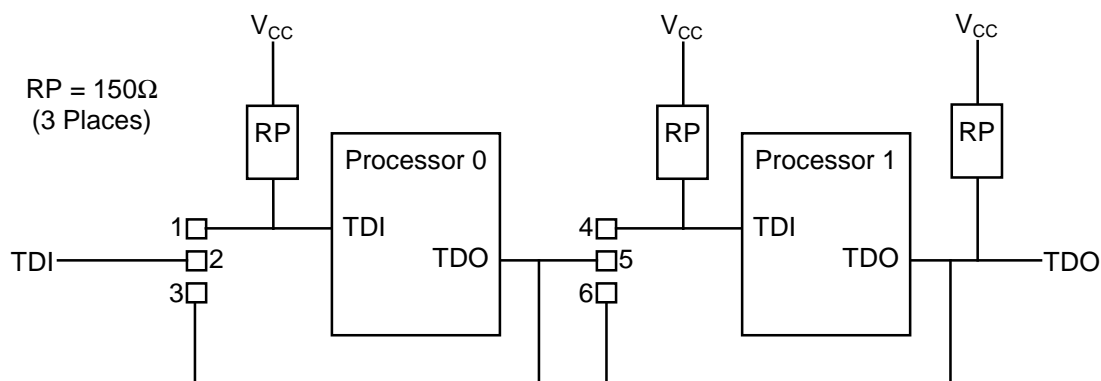 V_CC
V_CC
V_CC
RP = 150Ω
(3 Places)
RP
RP
RP
Processor 0
Processor 1
1
TDI
4
TDI
TDI
2
TDO
5
TDO
TDO
3
6